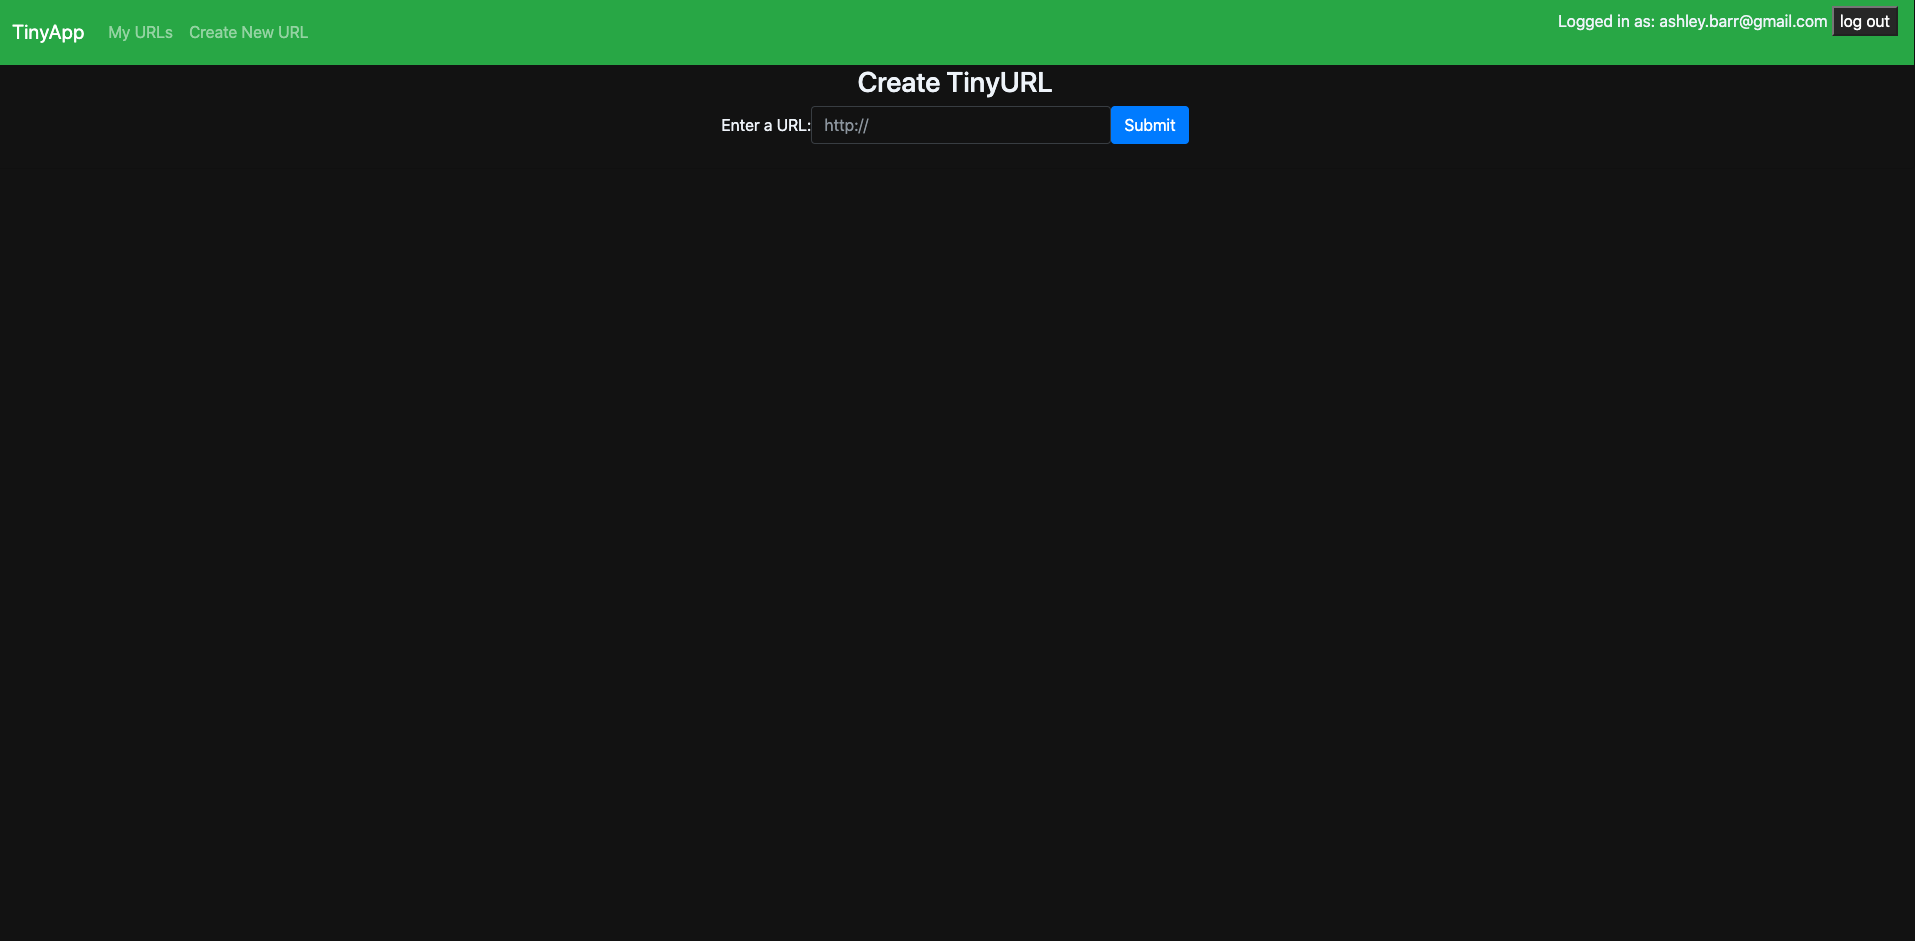 TinyApp My URLs Create New URL Logged in as: ashley.barr@gmail.com log out
Create TinyURL
Enter a URL: http:// Submit